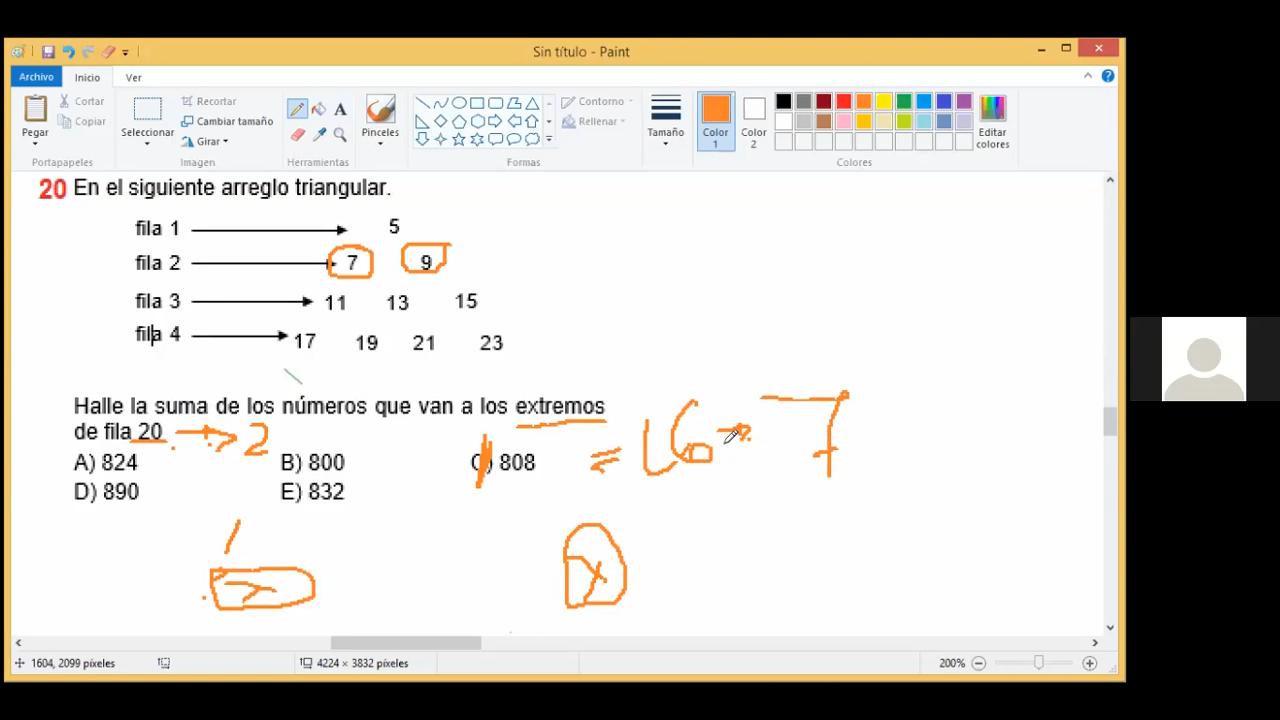 Sin título - Paint
Archivo Inicio Ver
Pegar
Cortar
Copiar
Portapapeles
Seleccionar
Recortar
Cambiar tamaño
Girar
Imagen
A
Herramientas
Pinceles
Formas
Contorno
Rellenar
Tamaño
Color 1
Color 2
Editar colores
Colores
20 En el siguiente arreglo triangular.
fila 1 5
fila 2 7 9
fila 3 11 13 15
fila 4 17 19 21 23
Halle la suma de los números que van a los extremos
de fila 20 2
A) 824 B) 800 C) 808 = 16 7
D) 890 E) 832
1604, 2099 píxeles 4224 × 3832 píxeles 200%